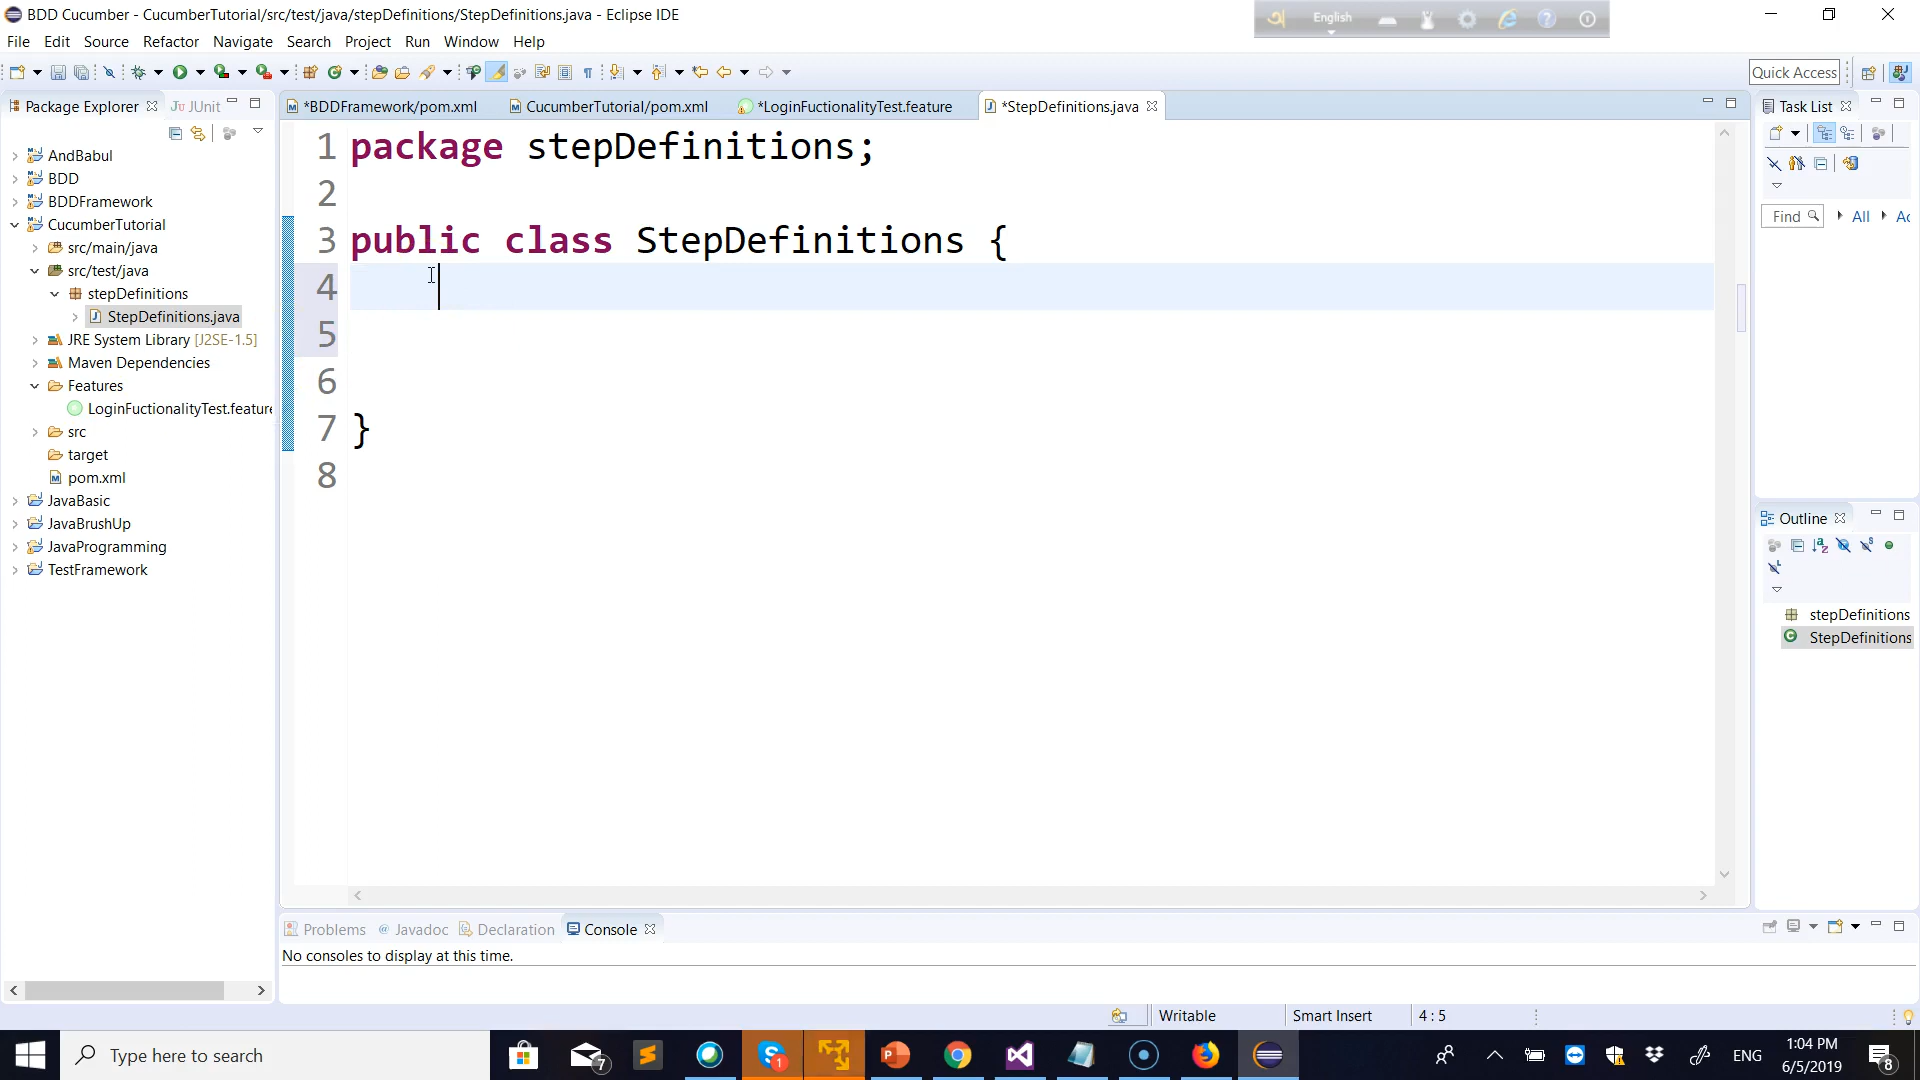 BDD Cucumber - CucumberTutorial/src/test/java/stepDefinitions/StepDefinitions.java - Eclipse IDE
English
File Edit Source Refactor Navigate Search Project Run Window Help
Quick Access
Package Explorer JUnit
*BDDFramework/pom.xml CucumberTutorial/pom.xml *LoginFuctionalityTest.feature *StepDefinitions.java
Task List
AndBabul
BDD
BDDFramework
CucumberTutorial
src/main/java
src/test/java
stepDefinitions
StepDefinitions.java
JRE System Library [J2SE-1.5]
Maven Dependencies
Features
LoginFuctionalityTest.feature
src
target
pom.xml
JavaBasic
JavaBrushUp
JavaProgramming
TestFramework
1 package stepDefinitions;
2
3 public class StepDefinitions {
4
5
6
7 }
8
Find All Ac
Outline
stepDefinitions
StepDefinitions
Problems Javadoc Declaration Console
No consoles to display at this time.
Writable Smart Insert 4 : 5
Type here to search
7
1
ENG
1:04 PM
6/5/2019
8